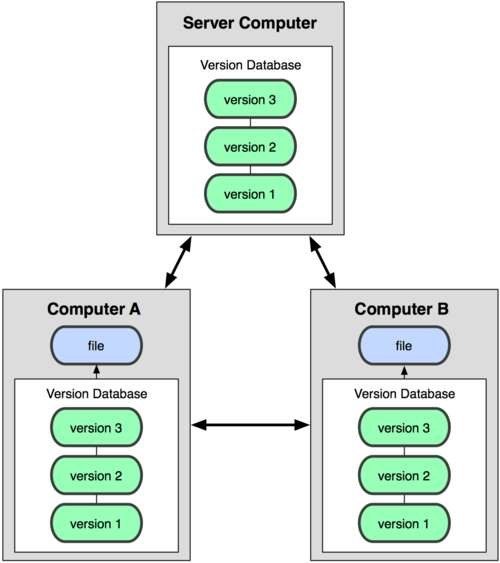 Server Computer
Version Database
version 3
version 2
version 1
Computer A
file
Version Database
version 3
version 2
version 1
Computer B
file
Version Database
version 3
version 2
version 1